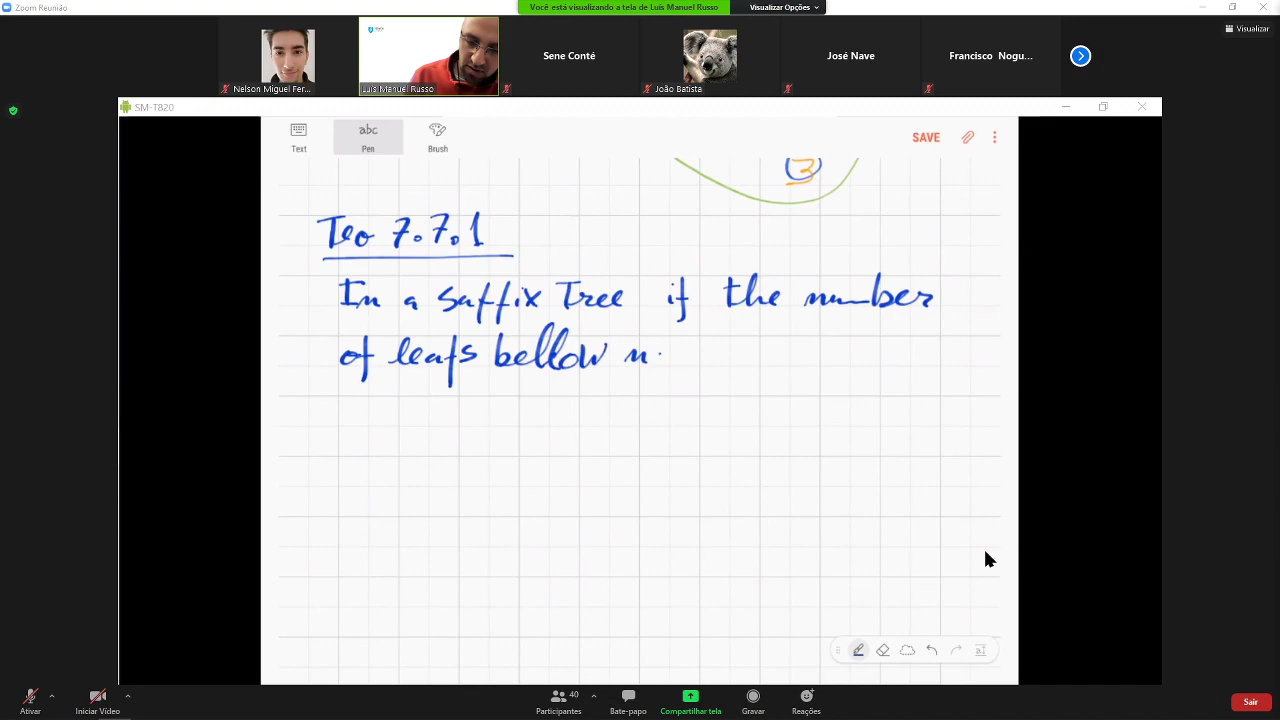 Zoom Reunião
Você está visualizando a tela de Luís Manuel Russo
Visualizar Opções
Visualizar
Nelson Miguel Fer...
Luís Manuel Russo
Sene Conté
João Batista
José Nave
Francisco Nogu...
SM-T820
Text
abc
Pen
Brush
SAVE
3
Teo 7.7.1
In a suffix Tree if the number
of leafs bellow n.
Ativar
Iniciar Vídeo
40
Participantes
Bate-papo
Compartilhar tela
Gravar
Reações
Sair